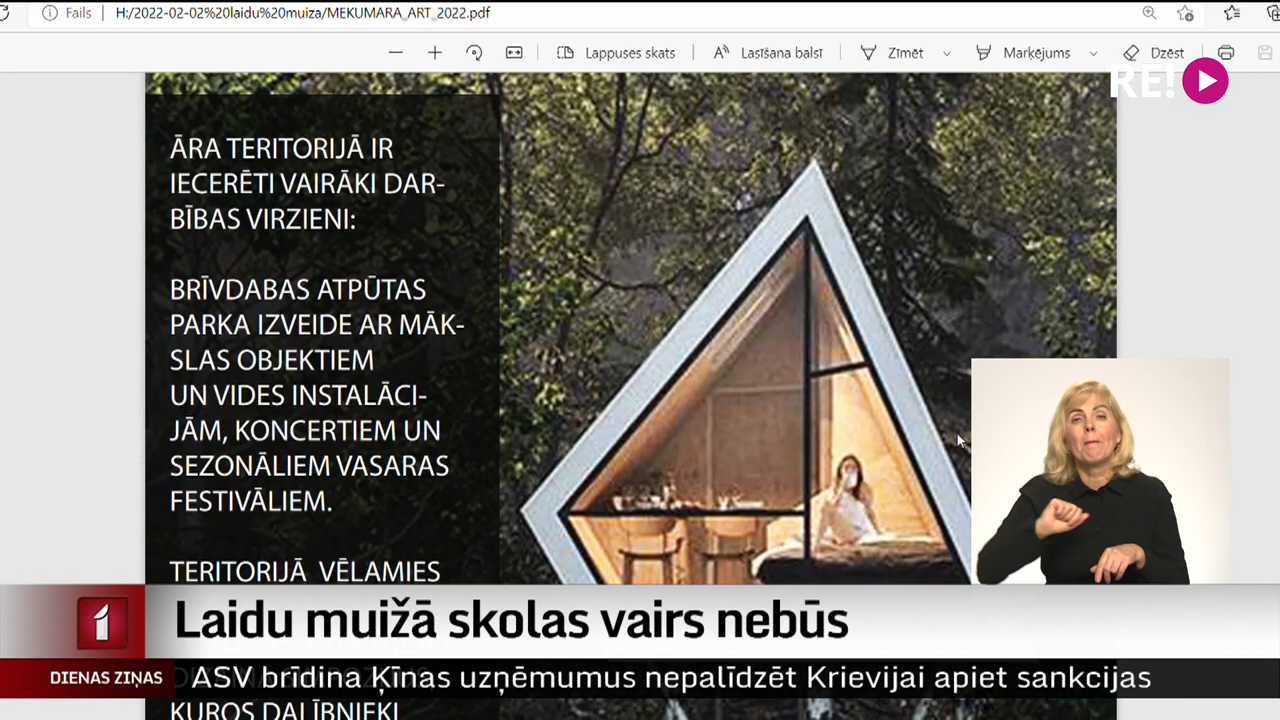 Fails
H:/2022-02-02%20laidu%20muiza/MEKUMARA_ART_2022.pdf
Lappuses skats
Lasīšana balsī
Zīmēt
Marķējums
Dzēst
RE!
ĀRA TERITORIJĀ IR
IECERĒTI VAIRĀKI DAR-
BĪBAS VIRZIENI:
BRĪVDABAS ATPŪTAS
PARKA IZVEIDE AR MĀK-
SLAS OBJEKTIEM
UN VIDES INSTALĀCI-
JĀM, KONCERTIEM UN
SEZONĀLIEM VASARAS
FESTIVĀLIEM.
TERITORIJĀ VĒLAMIES
1
Laidu muižā skolas vairs nebūs
DIENAS ZIŅAS
ASV brīdina Ķīnas uzņēmumus nepalīdzēt Krievijai apiet sankcijas
KUROS DALĪBNIEKI